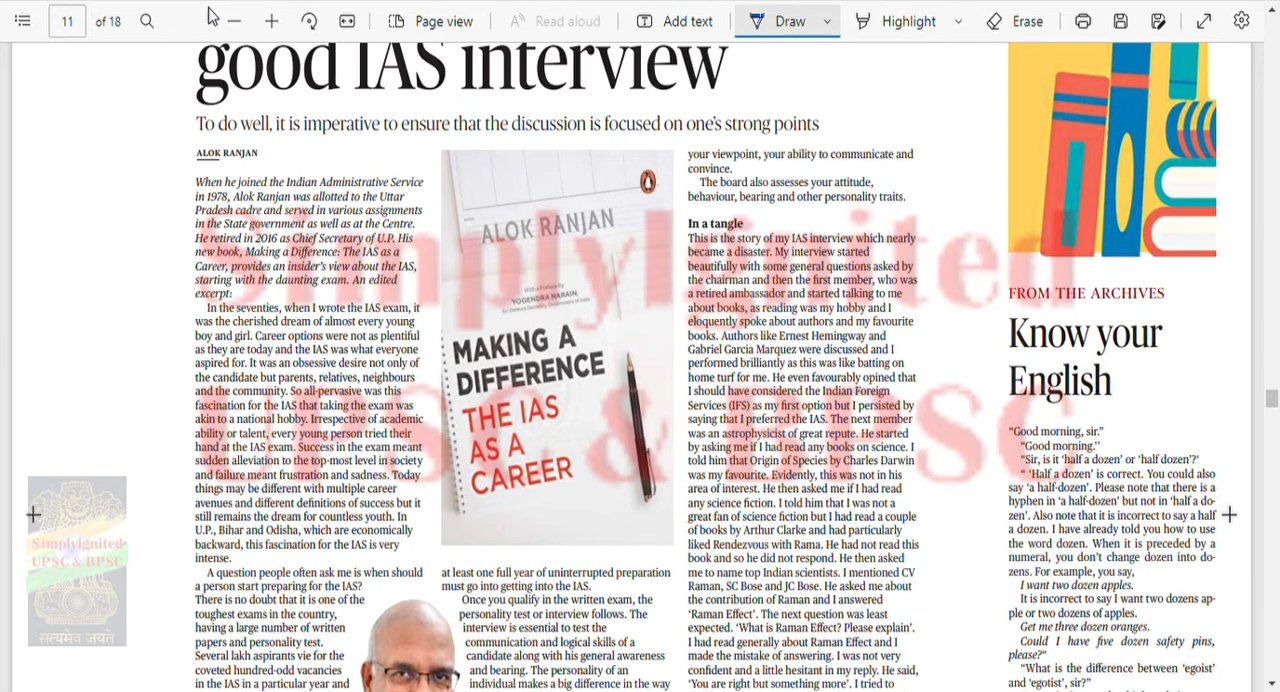 11
of 18
Page view
Read aloud
Add text
Draw
Highlight
Erase
good IAS interview
To do well, it is imperative to ensure that the discussion is focused on one's strong points
ALOK RANJAN
When he joined the Indian Administrative Service
in 1978, Alok Ranjan was allotted to the Uttar
Pradesh cadre and served in various assignments
in the State government as well as at the Centre.
He retired in 2016 as Chief Secretary of U.P. His
new book, Making a Difference: The IAS as a
Career, provides an insider's view about the IAS,
starting with the daunting exam. An edited
excerpt:
In the seventies, when I wrote the IAS exam, it
was the cherished dream of almost every young
boy and girl. Career options were not as plentiful
as they are today and the IAS was what everyone
aspired for. It was an obsessive desire not only of
the candidate but parents, relatives, neighbours
and the community. So all-pervasive was this
fascination for the IAS that taking the exam was
akin to a national hobby. Irrespective of academic
ability or talent, every young person tried their
hand at the IAS exam. Success in the exam meant
sudden alleviation to the top-most level in society
and failure meant frustration and sadness. Today
things may be different with multiple career
avenues and different definitions of success but it
still remains the dream for countless youth. In
U.P., Bihar and Odisha, which are economically
backward, this fascination for the IAS is very
intense.
A question people often ask me is when should
a person start preparing for the IAS?
There is no doubt that it is one of the
toughest exams in the country,
having a large number of written
papers and personality test.
Several lakh aspirants vie for the
coveted hundred-odd vacancies
in the IAS in a particular year and
ALOK RANJAN
With a Preface by
YOGENDRA NARAIN,
MAKING A
DIFFERENCE
THE IAS
AS A
CAREER
at least one full year of uninterrupted preparation
must go into getting into the IAS.
Once you qualify in the written exam, the
personality test or interview follows. The
interview is essential to test the
communication and logical skills of a
candidate along with his general awareness
and bearing. The personality of an
individual makes a big difference in the way
your viewpoint, your ability to communicate and
convince.
The board also assesses your attitude,
behaviour, bearing and other personality traits.
In a tangle
This is the story of my IAS interview which nearly
became a disaster. My interview started
beautifully with some general questions asked by
the chairman and then the first member, who was
a retired ambassador and started talking to me
about books, as reading was my hobby and I
eloquently spoke about authors and my favourite
books. Authors like Ernest Hemingway and
Gabriel Garcia Marquez were discussed and I
performed brilliantly as this was like batting on
home turf for me. He even favourably opined that
I should have considered the Indian Foreign
Services (IFS) as my first option but I persisted by
saying that I preferred the IAS. The next member
was an astrophysicist of great repute. He started
by asking me if I had read any books on science. I
told him that Origin of Species by Charles Darwin
was my favourite. Evidently, this was not in his
area of interest. He then asked me if I had read
any science fiction. I told him that I was not a
great fan of science fiction but I had read a couple
of books by Arthur Clarke and had particularly
liked Rendezvous with Rama. He had not read this
book and so he did not respond. He then asked
me to name top Indian scientists. I mentioned CV
Raman, SC Bose and JC Bose. He asked me about
the contribution of Raman and I answered
'Raman Effect'. The next question was least
expected. 'What is Raman Effect? Please explain'.
I had read generally about Raman Effect and I
made the mistake of answering. I was not very
confident and a little hesitant in my reply. He said,
'You are right but something more'. I tried to
FROM THE ARCHIVES
Know your
English
"Good morning, sir."
"Good morning."
"Sir, is it 'half a dozen' or 'half dozen'?'
" 'Half a dozen' is correct. You could also
say 'a half-dozen'. Please note that there is a
hyphen in 'a half-dozen' but not in 'half a do-
zen'. Also note that it is incorrect to say a half
a dozen. I have already told you how to use
the word dozen. When it is preceded by a
numeral, you don't change dozen into do-
zens. For example, you say,
I want two dozen apples.
It is incorrect to say I want two dozens ap-
ple or two dozens of apples.
Get me three dozen oranges.
Could I have five dozen safety pins,
please?"
"What is the difference between 'egoist'
and 'egotist', sir?"
SimplyIgnited
UPSC & BPSC
SimplyIgnited
UPSC & BPSC
सत्यमेव जयते